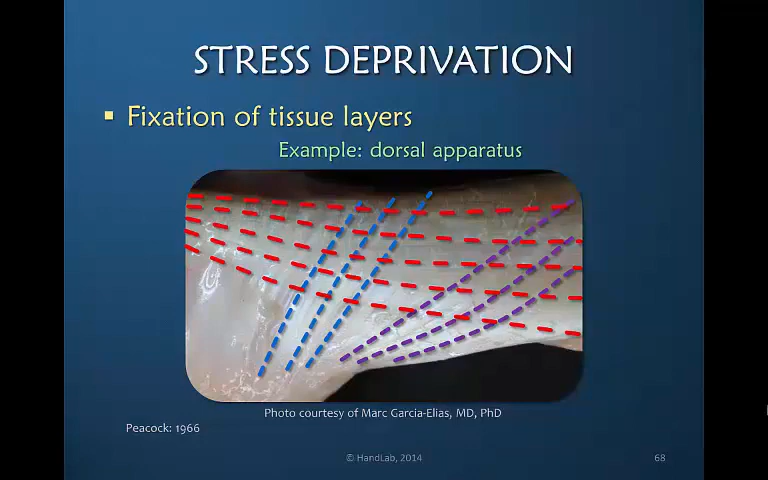 STRESS DEPRIVATION
▪ Fixation of tissue layers
Example: dorsal apparatus
Photo courtesy of Marc Garcia-Elias, MD, PhD
Peacock: 1966
© HandLab, 2014
68